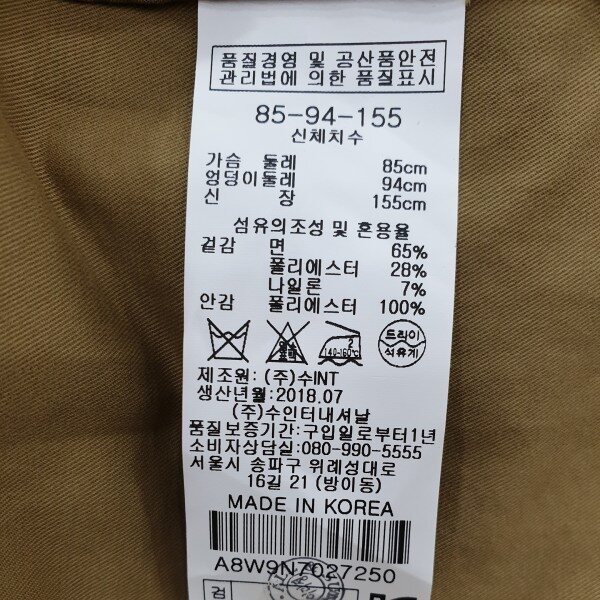 품질경영 및 공산품안전
관리법에 의한 품질표시
85-94-155
신체치수
가슴 둘레 85cm
엉덩이둘레 94cm
신 장 155cm
섬유의조성 및 혼용율
겉감 면 65%
폴리에스터 28%
나일론 7%
안감 폴리에스터 100%
140-160℃
드라이
석유계
제조원: (주)수INT
생산년월:2018.07
(주)수인터내셔날
품질보증기간:구입일로부터1년
소비자상담실:080-990-5555
서울시 송파구 위례성대로
16길 21 (방이동)
MADE IN KOREA
A8W9N7027250
검